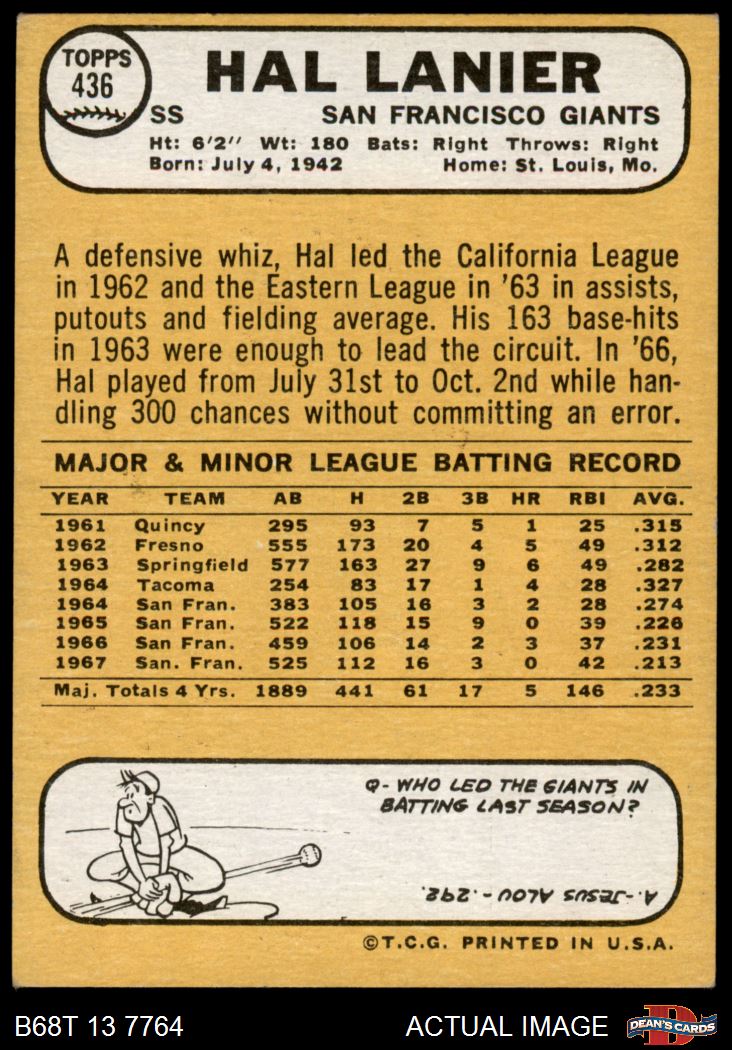 TOPPS
436
HAL LANIER
SS SAN FRANCISCO GIANTS
Ht: 6'2" Wt: 180 Bats: Right Throws: Right
Born: July 4, 1942 Home: St. Louis, Mo.
A defensive whiz, Hal led the California League
in 1962 and the Eastern League in '63 in assists,
putouts and fielding average. His 163 base-hits
in 1963 were enough to lead the circuit. In '66,
Hal played from July 31st to Oct. 2nd while han-
dling 300 chances without committing an error.
MAJOR & MINOR LEAGUE BATTING RECORD
YEAR TEAM AB H 2B 3B HR RBI AVG.
1961 Quincy 295 93 7 5 1 25 .315
1962 Fresno 555 173 20 4 5 49 .312
1963 Springfield 577 163 27 9 6 49 .282
1964 Tacoma 254 83 17 1 4 28 .327
1964 San Fran. 383 105 16 3 2 28 .274
1965 San Fran. 522 118 15 9 0 39 .226
1966 San Fran. 459 106 14 2 3 37 .231
1967 San. Fran. 525 112 16 3 0 42 .213
Maj. Totals 4 Yrs. 1889 441 61 17 5 146 .233
Q- WHO LED THE GIANTS IN
BATTING LAST SEASON?
A.-JESUS ALOU-.292.
©T.C.G. PRINTED IN U.S.A.
B68T 13 7764 ACTUAL IMAGE
D
DEAN'S CARDS